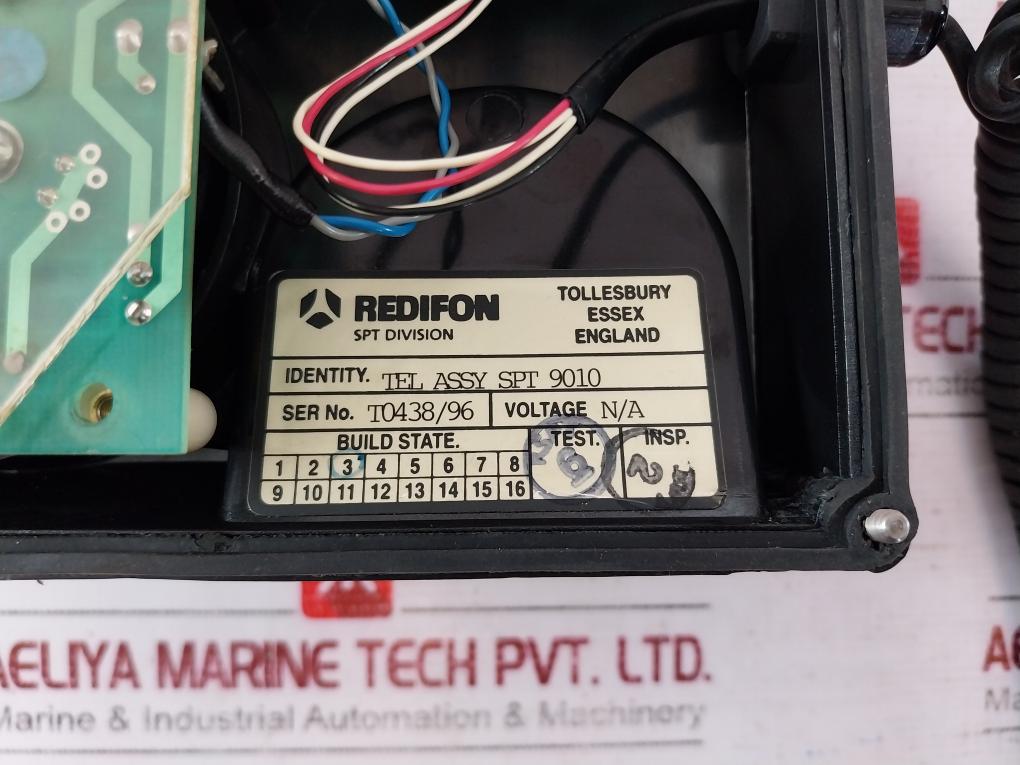 REDIFON
SPT DIVISION
TOLLESBURY
ESSEX
ENGLAND
IDENTITY. TEL ASSY SPT 9010
SER No. T0438/96 VOLTAGE N/A
BUILD STATE. TEST. INSP.
1 2 3 4 5 6 7 8
9 10 11 12 13 14 15 16
TECH
AELIYA MARINE TECH PVT. LTD.
Marine & Industrial Automation & Machinery